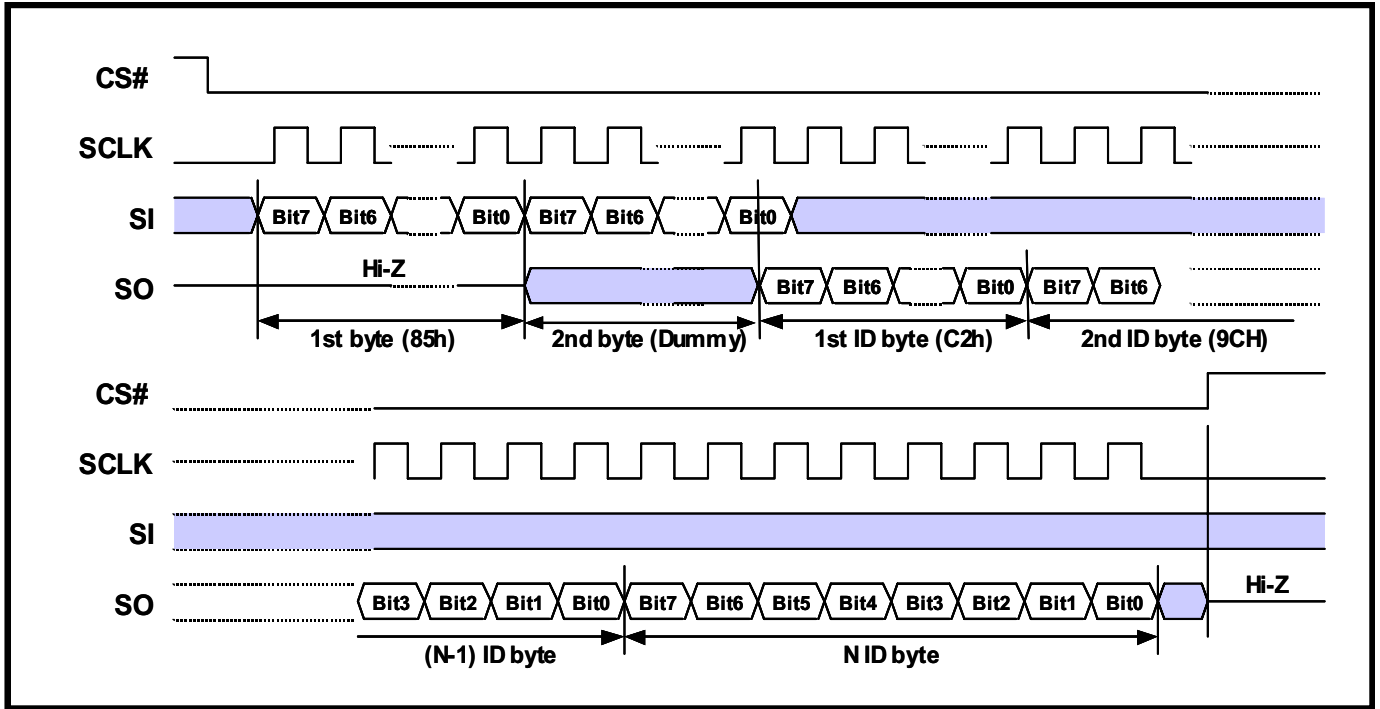 CS#
SCLK
SI Bit7 Bit6 Bit0 Bit7 Bit6 Bit0
Hi-Z
SO Bit7 Bit6 Bit0 Bit7 Bit6
1st byte (85h) 2nd byte (Dummy) 1st ID byte (C2h) 2nd ID byte (9CH)
CS#
SCLK
SI
SO Bit3 Bit2 Bit1 Bit0 Bit7 Bit6 Bit5 Bit4 Bit3 Bit2 Bit1 Bit0 Hi-Z
(N-1) ID byte N ID byte